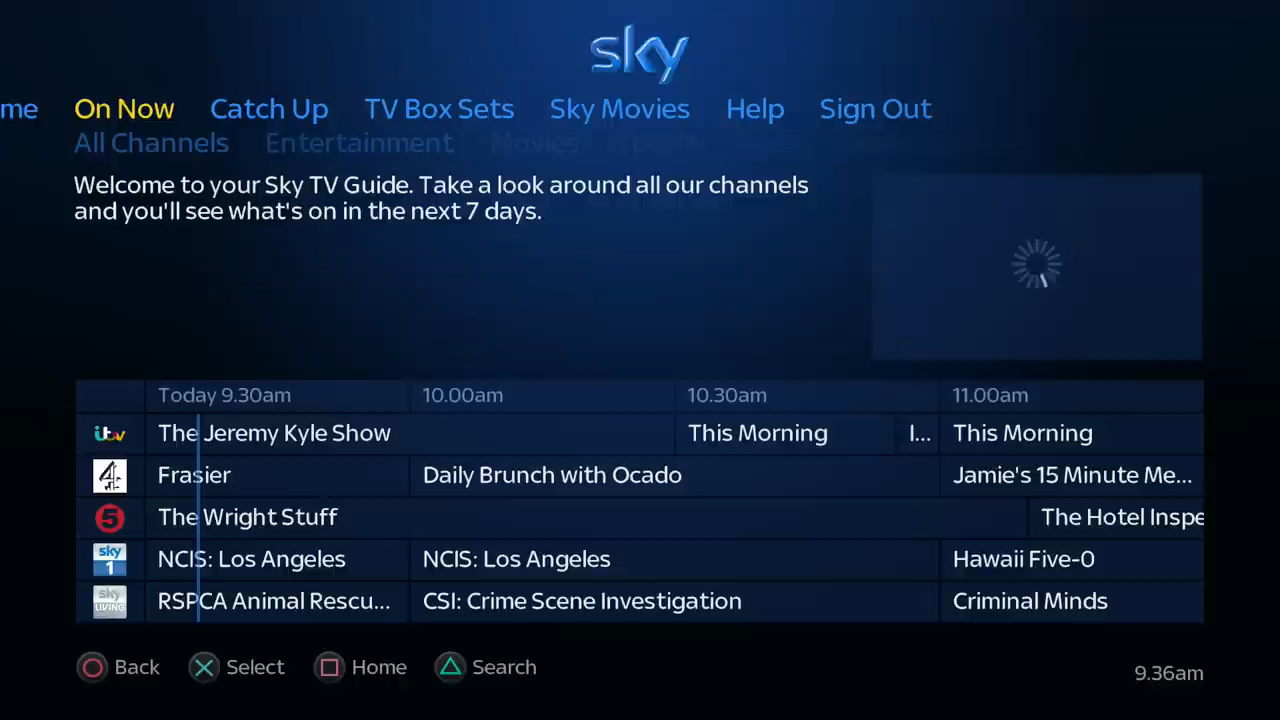 sky
me On Now Catch Up TV Box Sets Sky Movies Help Sign Out
All Channels Entertainment Movies Sports
Welcome to your Sky TV Guide. Take a look around all our channels
and you'll see what's on in the next 7 days.
Today 9.30am 10.00am 10.30am 11.00am
itv The Jeremy Kyle Show This Morning I... This Morning
4 Frasier Daily Brunch with Ocado Jamie's 15 Minute Me...
5 The Wright Stuff The Hotel Inspe
sky 1 NCIS: Los Angeles NCIS: Los Angeles Hawaii Five-0
sky LIVING RSPCA Animal Rescu... CSI: Crime Scene Investigation Criminal Minds
Back Select Home Search
9.36am